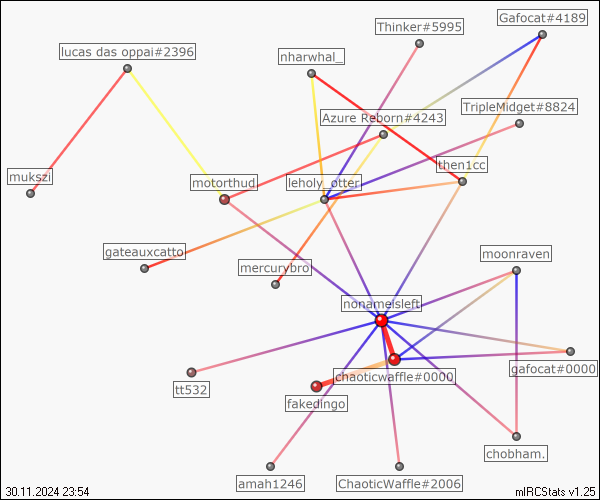 Gafocat#4189
Thinker#5995
lucas das oppai#2396
nharwhal_
TripleMidget#8824
Azure Reborn#4243
then1cc
mukszi
motorthud
leholy_otter
gateauxcatto
moonraven
mercurybro
nonameisleft
gafocat#0000
chaoticwaffle#0000
tt532
fakedingo
chobham.
amah1246
ChaoticWaffle#2006
30.11.2024 23:54
mIRCStats v1.25